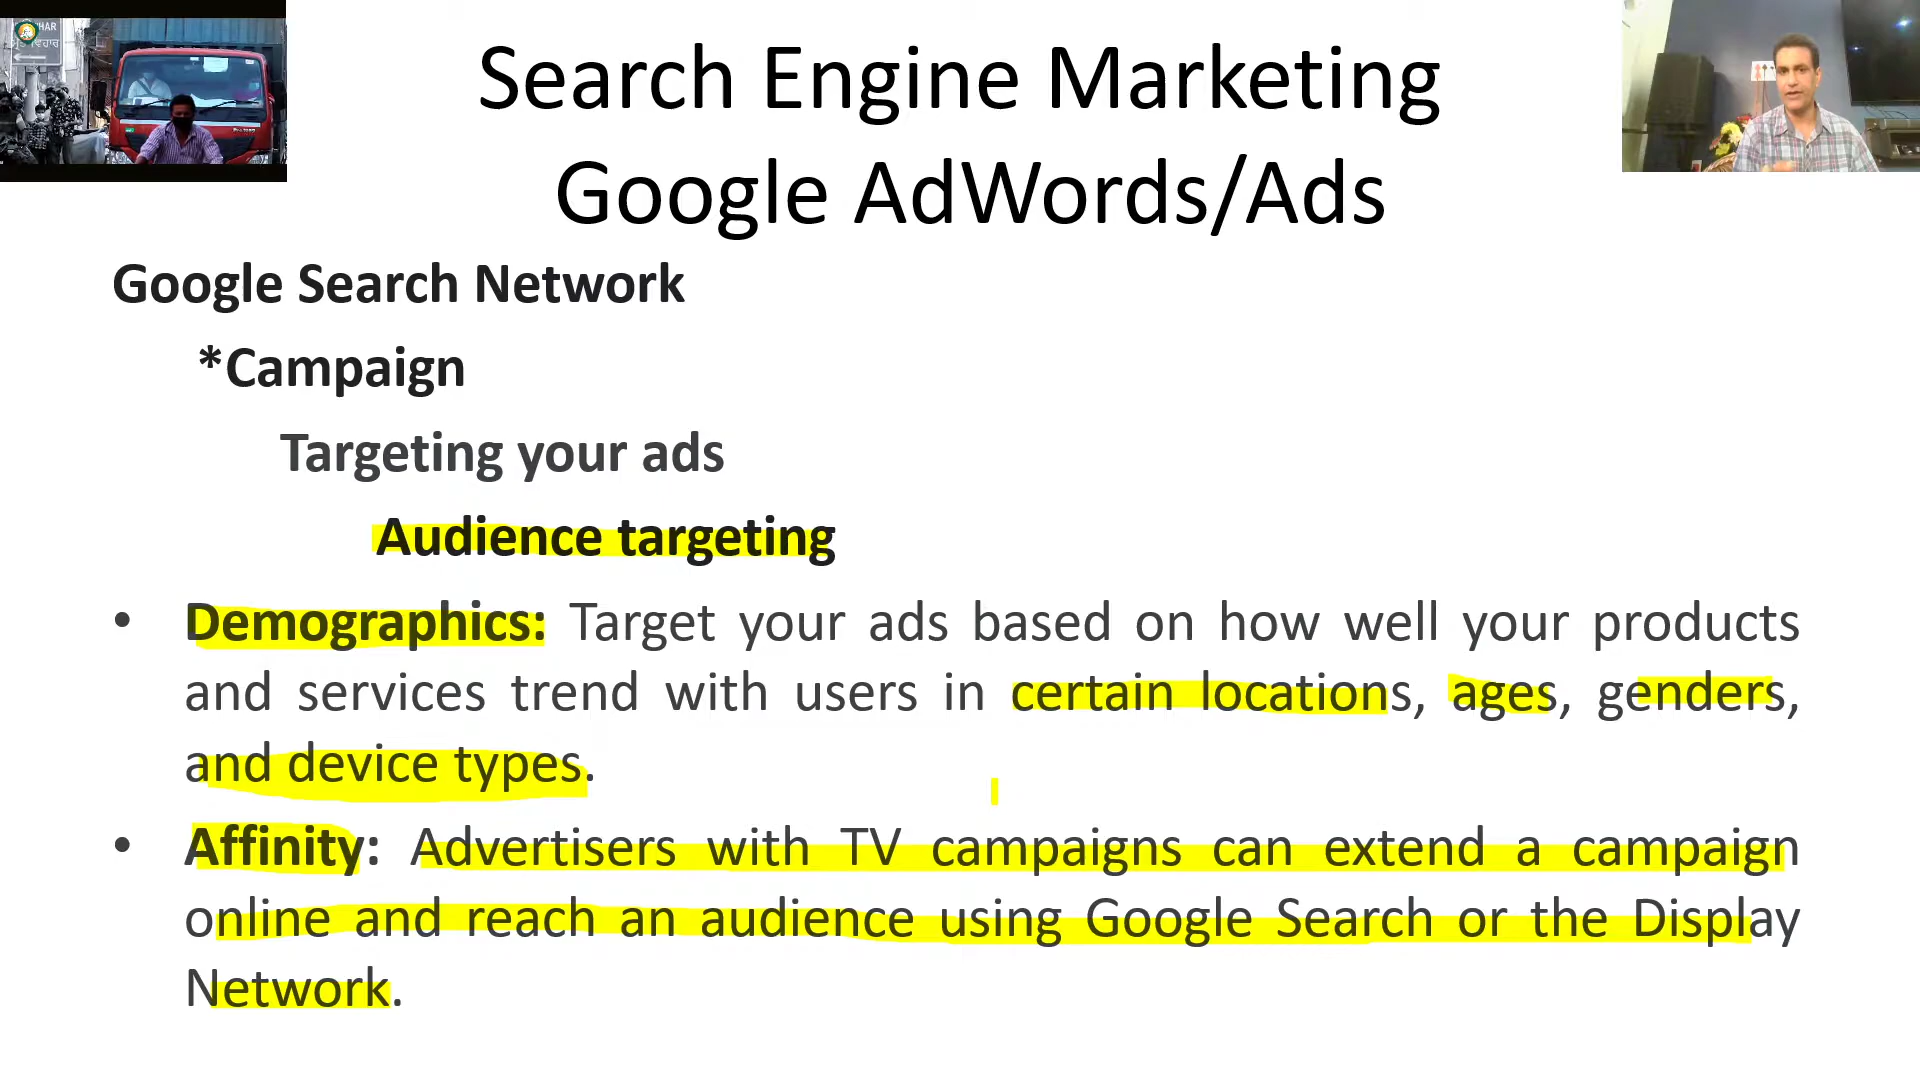 Search Engine Marketing
Google AdWords/Ads
Google Search Network
*Campaign
Targeting your ads
Audience targeting
• Demographics: Target your ads based on how well your products
and services trend with users in certain locations, ages, genders,
and device types.
• Affinity: Advertisers with TV campaigns can extend a campaign
online and reach an audience using Google Search or the Display
Network.